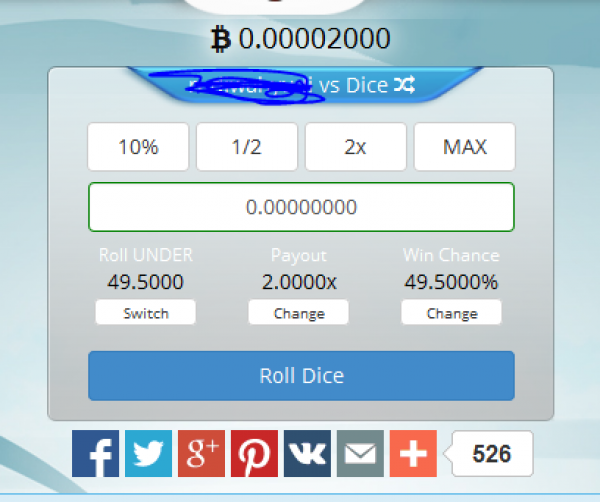 ₿ 0.00002000
vs Dice
10% 1/2 2x MAX
0.00000000
Roll UNDER Payout Win Chance
49.5000 2.0000x 49.5000%
Switch Change Change
Roll Dice
f g+ p VK + 526